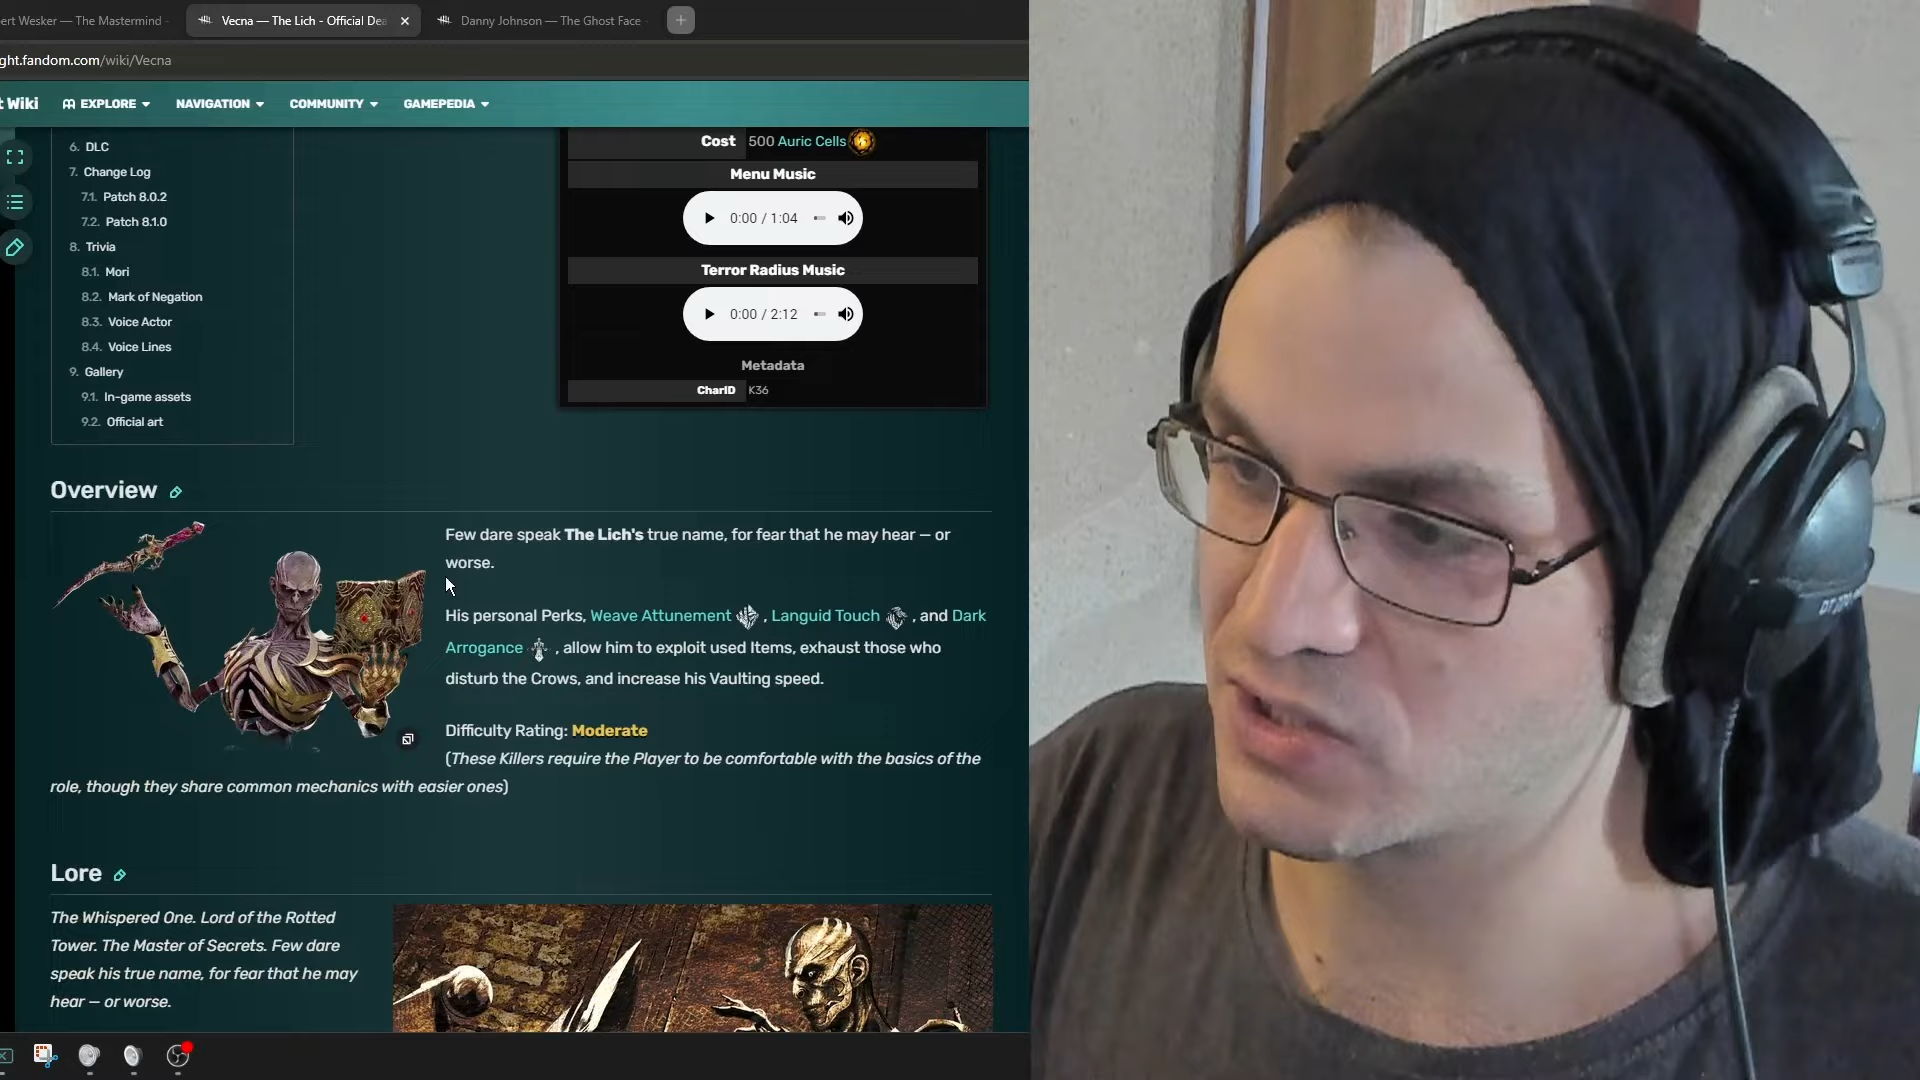 ert Wesker — The Mastermind -
Vecna — The Lich - Official Dea
Danny Johnson — The Ghost Face -
ght.fandom.com/wiki/Vecna
t Wiki
EXPLORE
NAVIGATION
COMMUNITY
GAMEPEDIA
6. DLC
7. Change Log
7.1. Patch 8.0.2
7.2. Patch 8.1.0
8. Trivia
8.1. Mori
8.2. Mark of Negation
8.3. Voice Actor
8.4. Voice Lines
9. Gallery
9.1. In-game assets
9.2. Official art
Cost 500 Auric Cells
Menu Music
0:00 / 1:04
Terror Radius Music
0:00 / 2:12
Metadata
CharID K36
Overview
Few dare speak The Lich's true name, for fear that he may hear — or
worse.
His personal Perks, Weave Attunement , Languid Touch , and Dark
Arrogance , allow him to exploit used Items, exhaust those who
disturb the Crows, and increase his Vaulting speed.
Difficulty Rating: Moderate
(These Killers require the Player to be comfortable with the basics of the
role, though they share common mechanics with easier ones)
Lore
The Whispered One. Lord of the Rotted
Tower. The Master of Secrets. Few dare
speak his true name, for fear that he may
hear — or worse.